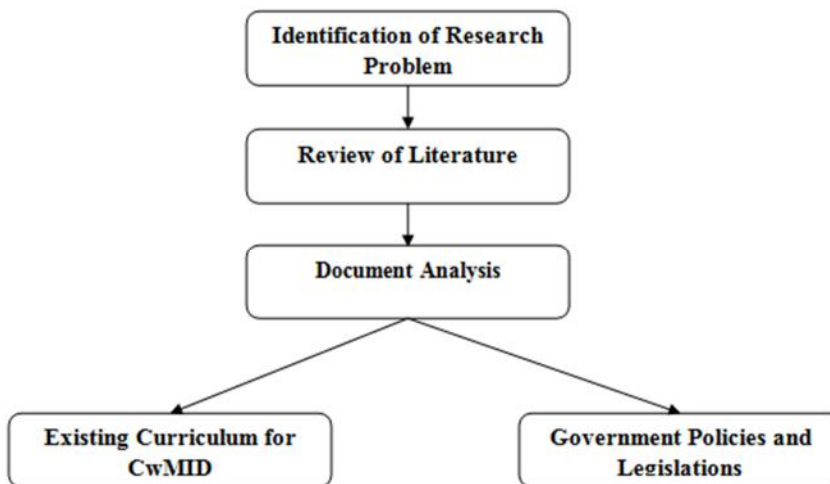 Identification of Research
Problem
Review of Literature
Document Analysis
Existing Curriculum for
CwMID
Government Policies and
Legislations